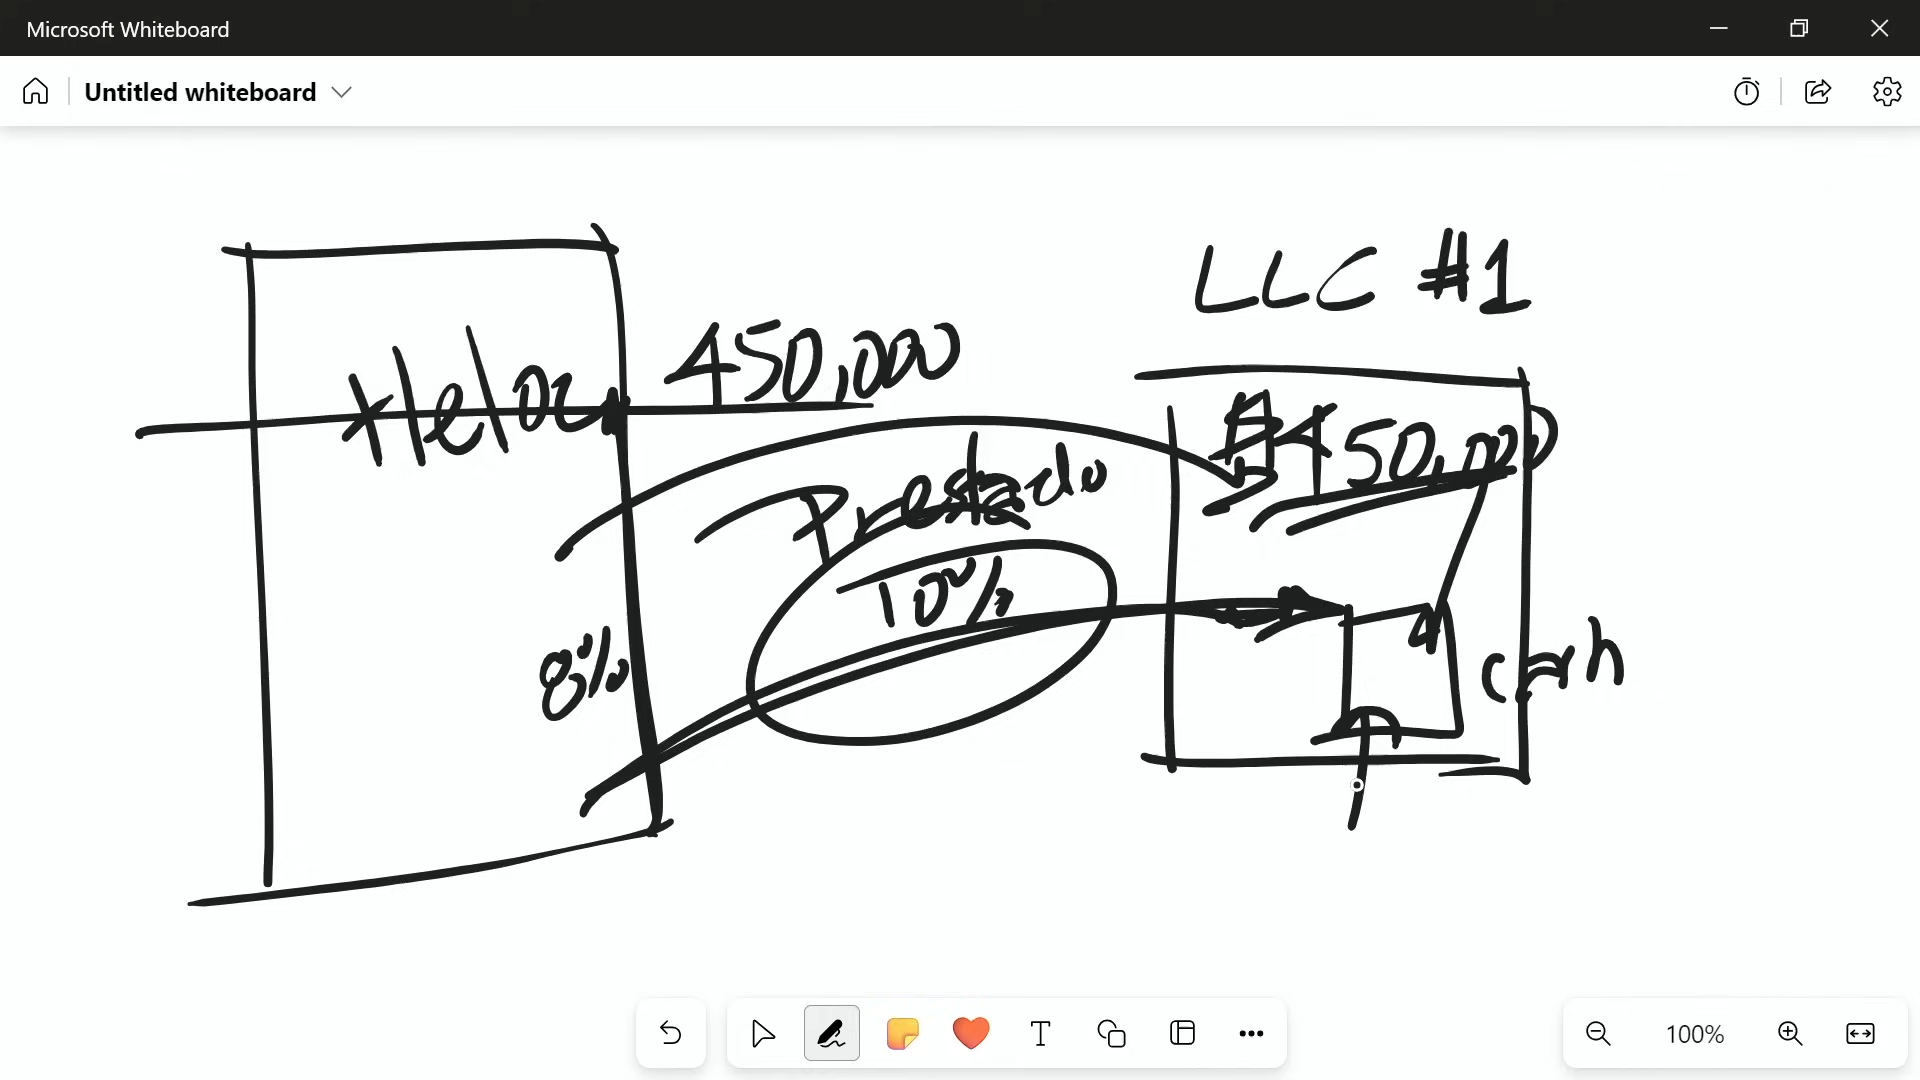 Microsoft Whiteboard
Untitled whiteboard
LLC #1
Heloc 450,000
$450,000
Prestado
10%
8%
cash
T
100%